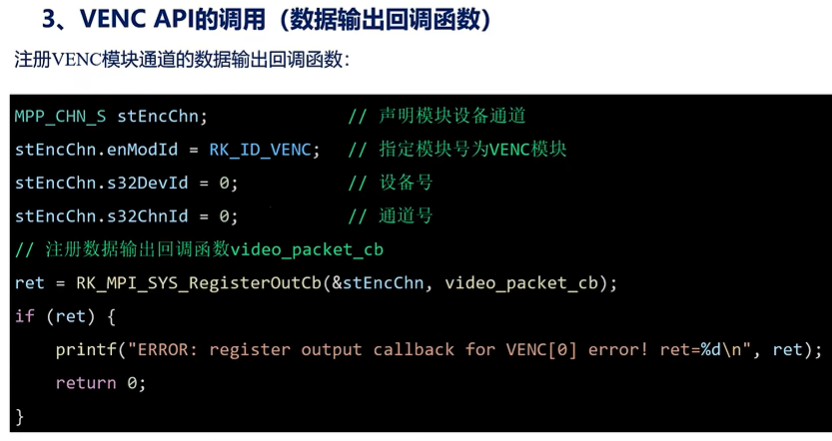 3、VENC API的调用（数据输出回调函数）
注册VENC模块通道的数据输出回调函数：
MPP_CHN_S stEncChn; // 声明模块设备通道
stEncChn.enModId = RK_ID_VENC; // 指定模块号为VENC模块
stEncChn.s32DevId = 0; // 设备号
stEncChn.s32ChnId = 0; // 通道号
// 注册数据输出回调函数video_packet_cb
ret = RK_MPI_SYS_RegisterOutCb(&stEncChn, video_packet_cb);
if (ret) {
printf("ERROR: register output callback for VENC[0] error! ret=%d\n", ret);
return 0;
}